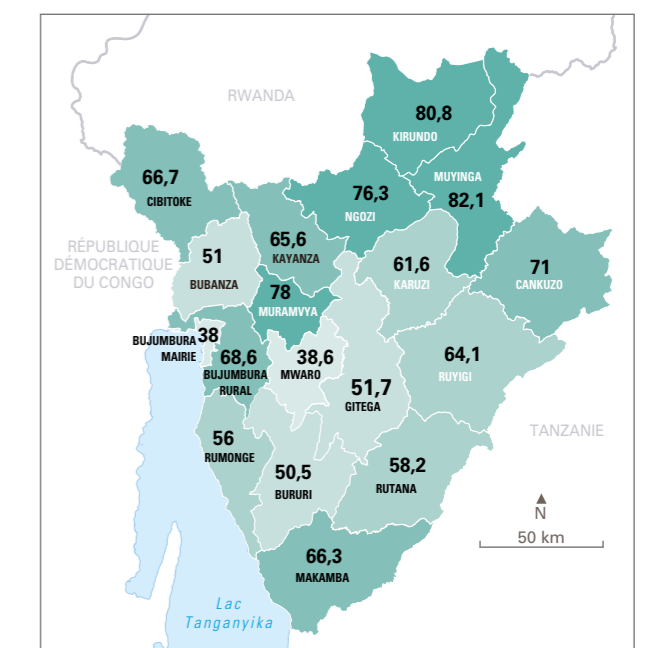 RWANDA
80,8
KIRUNDO
MUYINGA
82,1
66,7
CIBITOKE
76,3
NGOZI
65,6
KAYANZA
RÉPUBLIQUE
DÉMOCRATIQUE
DU CONGO
51
BUBANZA
61,6
KARUZI
71
CANKUZO
78
MURAMVYA
BUJUMBURA
MAIRIE
38
68,6
BUJUMBURA
RURAL
38,6
MWARO
51,7
GITEGA
64,1
RUYIGI
TANZANIE
56
RUMONGE
50,5
BURURI
58,2
RUTANA
N
50 km
66,3
MAKAMBA
Lac
Tanganyika